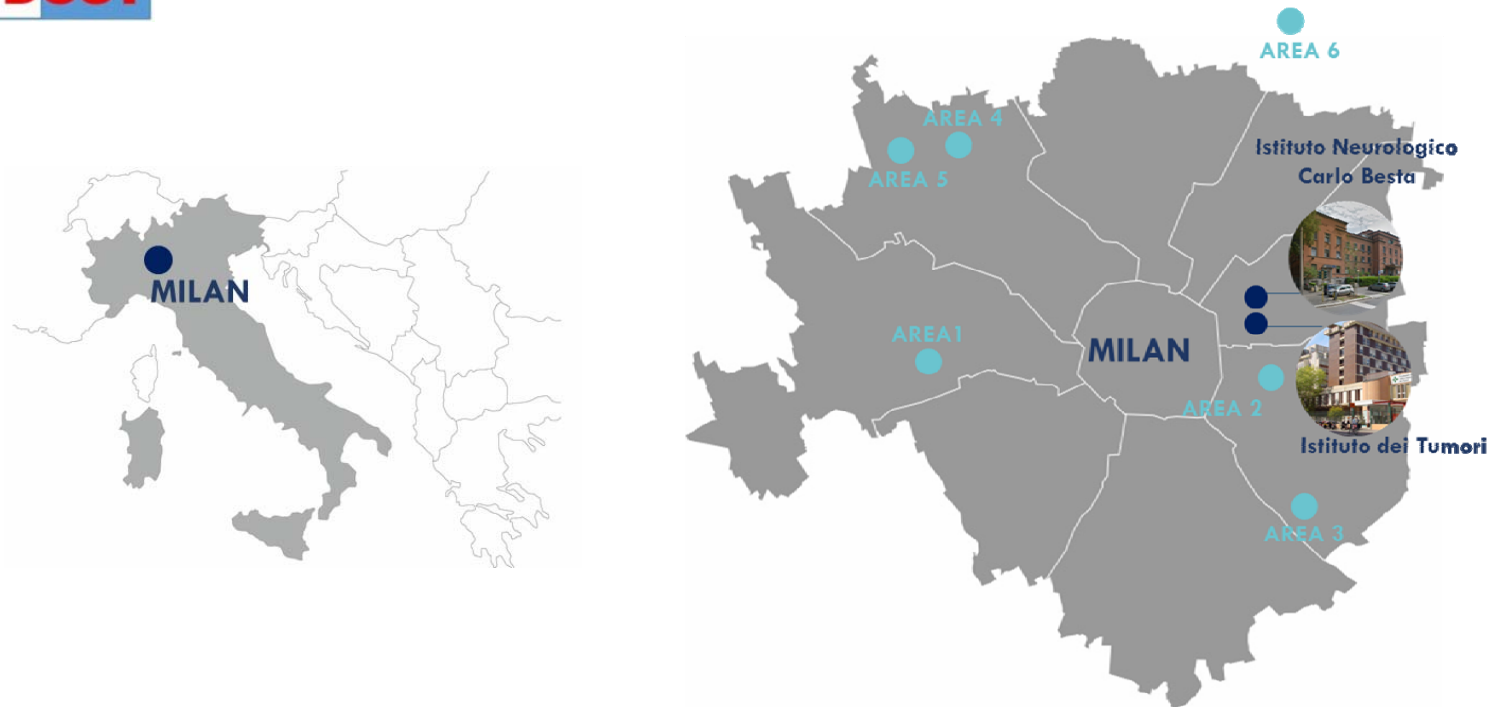 MILAN
AREA 6
AREA 4
AREA 5
Istituto Neurologico
Carlo Besta
AREA1
MILAN
AREA 2
Istituto dei Tumori
AREA 3